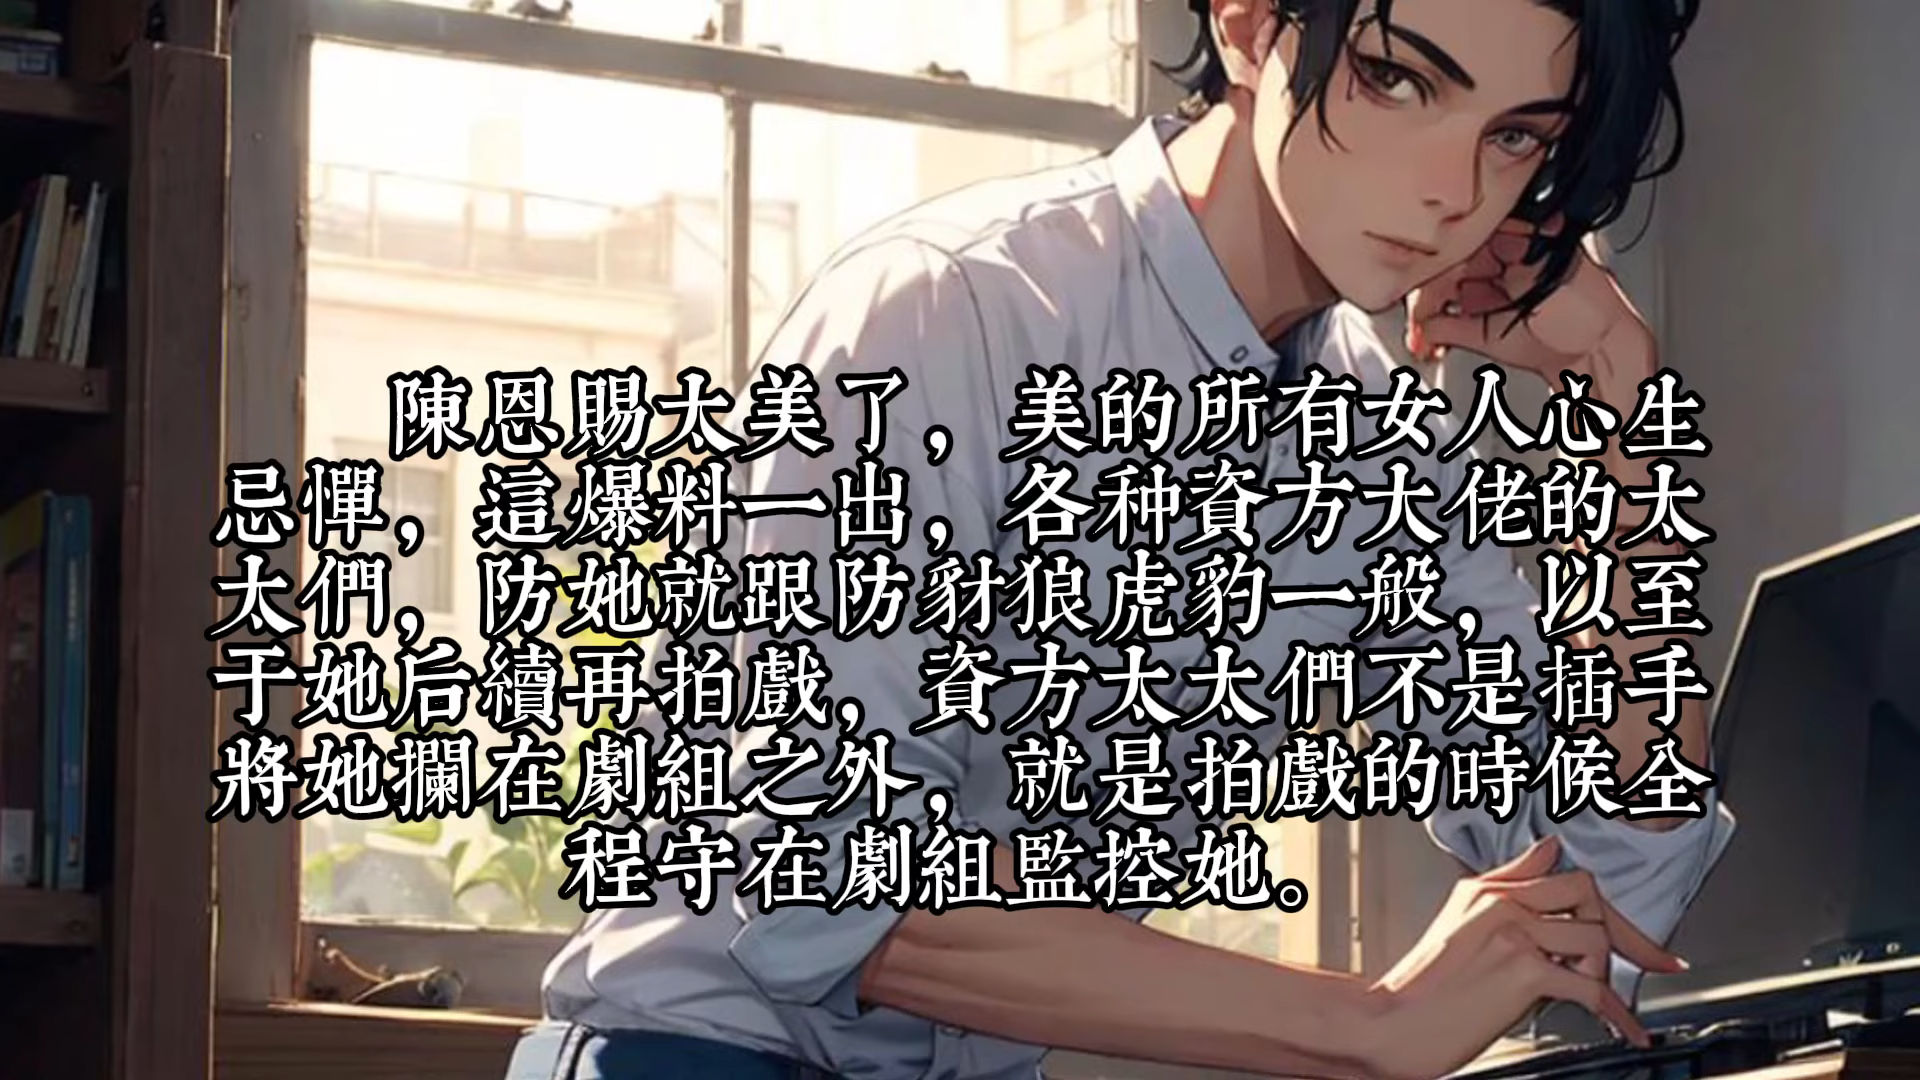 陳恩賜太美了，美的所有女人心生
忌憚，這爆料一出，各种資方大佬的太
太們，防她就跟防豺狼虎豹一般，以至
于她后續再拍戲，資方太太們不是插手
將她攔在劇組之外，就是拍戲的時候全
程守在劇組監控她。